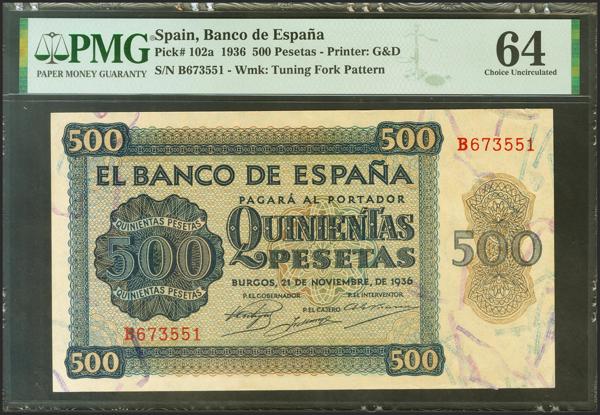 PMG
PAPER MONEY GUARANTY
Spain, Banco de España
Pick# 102a 1936 500 Pesetas - Printer: G&D
S/N B673551 - Wmk: Tuning Fork Pattern
64
Choice Uncirculated
500
500
B673551
EL BANCO DE ESPAÑA
PAGARÁ AL PORTADOR
QUINIENTAS PESETAS
500
QUINIENTAS PESETAS
QUINIENTAS
PESETAS
500
BURGOS, 21 DE NOVIEMBRE, DE 1936
P.EL GOBERNADOR
P.EL INTERVENTOR
P.EL CAJERO
B673551
500
500